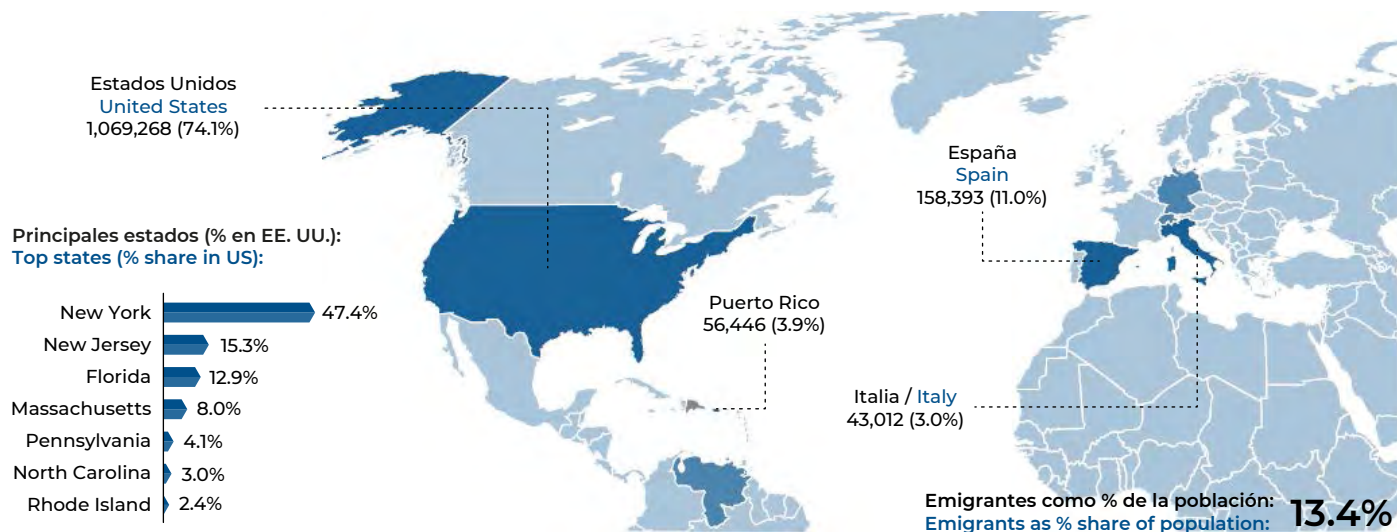 Estados Unidos
United States
1,069,268 (74.1%)
Principales estados (% en EE. UU.):
Top states (% share in US):
New York 47.4%
New Jersey 15.3%
Florida 12.9%
Massachusetts 8.0%
Pennsylvania 4.1%
North Carolina 3.0%
Rhode Island 2.4%
Puerto Rico
56,446 (3.9%)
España
Spain
158,393 (11.0%)
Italia / Italy
43,012 (3.0%)
Emigrantes como % de la población:
Emigrants as % share of population:
13.4%